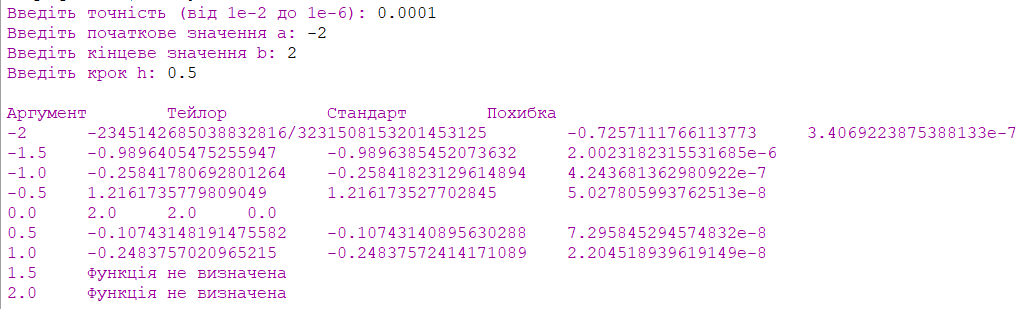 Введіть точність (від 1e-2 до 1e-6): 0.0001
Введіть початкове значення a: -2
Введіть кінцеве значення b: 2
Введіть крок h: 0.5
Аргумент Тейлор Стандарт Похибка
-2 -2345142685038832816/3231508153201453125 -0.7257111766113773 3.4069223875388133e-7
-1.5 -0.9896405475255947 -0.9896385452073632 2.0023182315531685e-6
-1.0 -0.25841780692801264 -0.25841823129614894 4.243681362980922e-7
-0.5 1.2161735779809049 1.216173527702845 5.027805993762513e-8
0.0 2.0 2.0 0.0
0.5 -0.10743148191475582 -0.10743140895630288 7.295845294574832e-8
1.0 -0.2483757020965215 -0.24837572414171089 2.204518939619149e-8
1.5 Функція не визначена
2.0 Функція не визначена